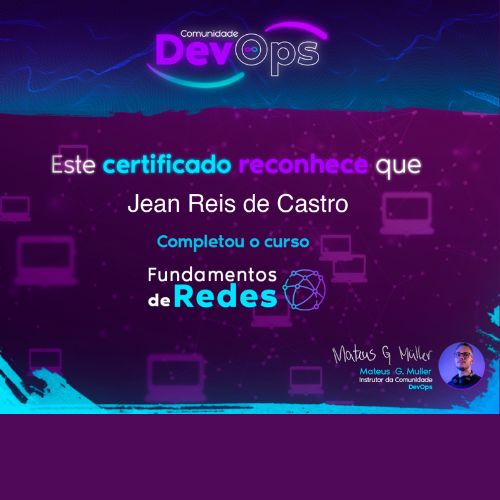 Comunidade
DevOps
Este certificado reconhece que
Jean Reis de Castro
Completou o curso
Fundamentos
de Redes
Mateus G Müller
Mateus G. Muller
Instrutor da Comunidade
DevOps